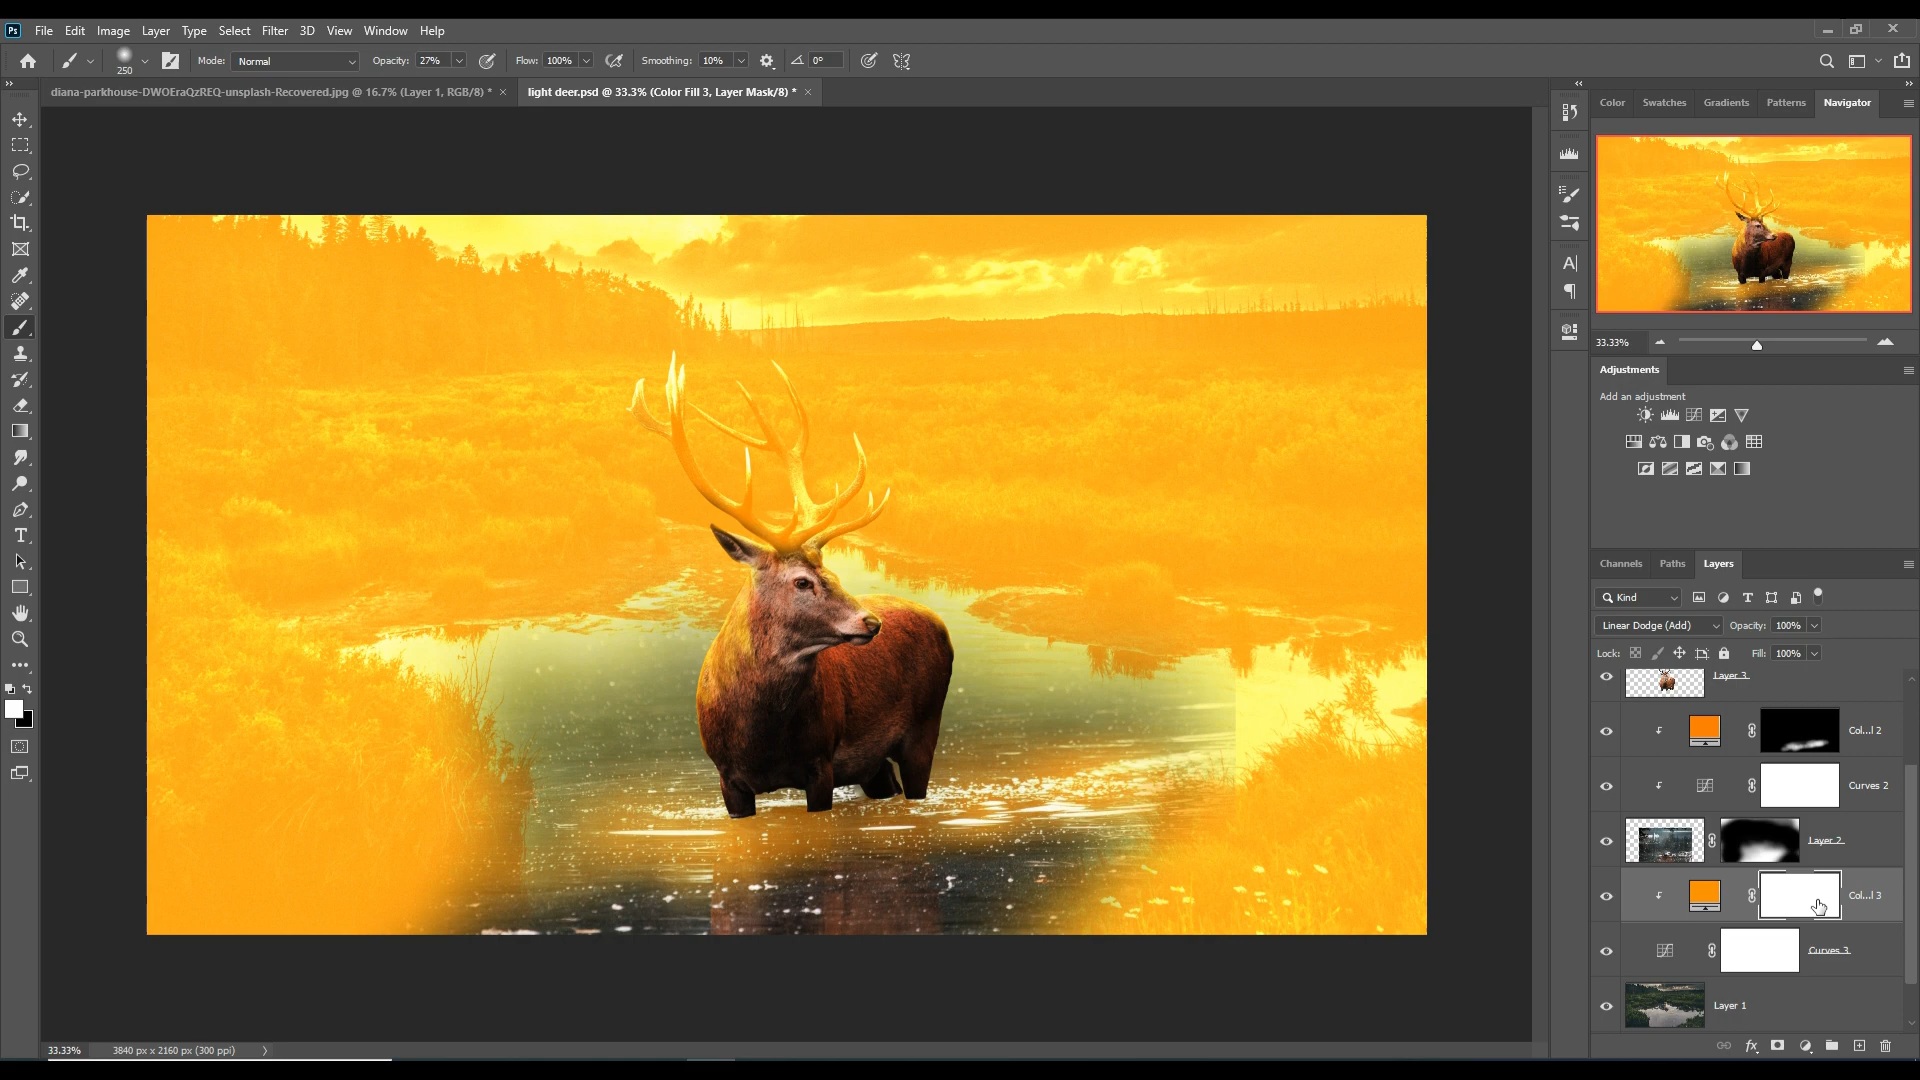 Ps File Edit Image Layer Type Select Filter 3D View Window Help
250 Mode: Normal Opacity: 27% Flow: 100% Smoothing: 10% 0°
diana-parkhouse-DWOEraQzREQ-unsplash-Recovered.jpg @ 16.7% (Layer 1, RGB/8) * ×
light deer.psd @ 33.3% (Color Fill 3, Layer Mask/8) * ×
Color Swatches Gradients Patterns Navigator
33.33%
Adjustments
Add an adjustment
Channels Paths Layers
Kind
Linear Dodge (Add) Opacity: 100%
Lock: Fill: 100%
Layer 3
Col...l 2
Curves 2
Layer 2
Col...l 3
Curves 3
Layer 1
33.33% 3840 px x 2160 px (300 ppi)